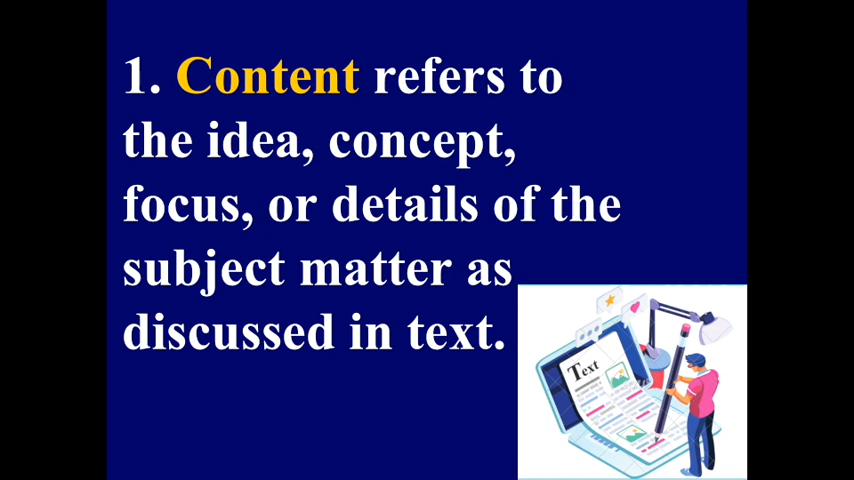 1. Content refers to
the idea, concept,
focus, or details of the
subject matter as
discussed in text.
Text